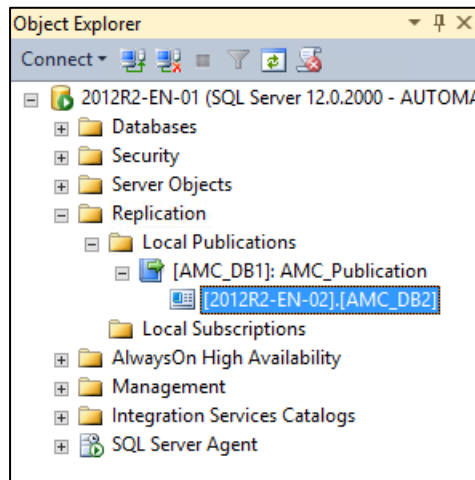 Object Explorer
Connect
2012R2-EN-01 (SQL Server 12.0.2000 - AUTOMA
Databases
Security
Server Objects
Replication
Local Publications
[AMC_DB1]: AMC_Publication
[2012R2-EN-02].[AMC_DB2]
Local Subscriptions
AlwaysOn High Availability
Management
Integration Services Catalogs
SQL Server Agent